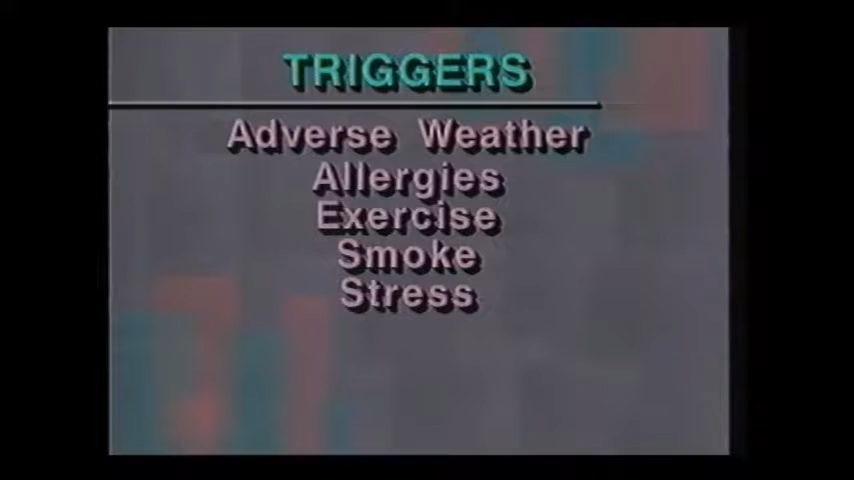 TRIGGERS
Adverse Weather
Allergies
Exercise
Smoke
Stress